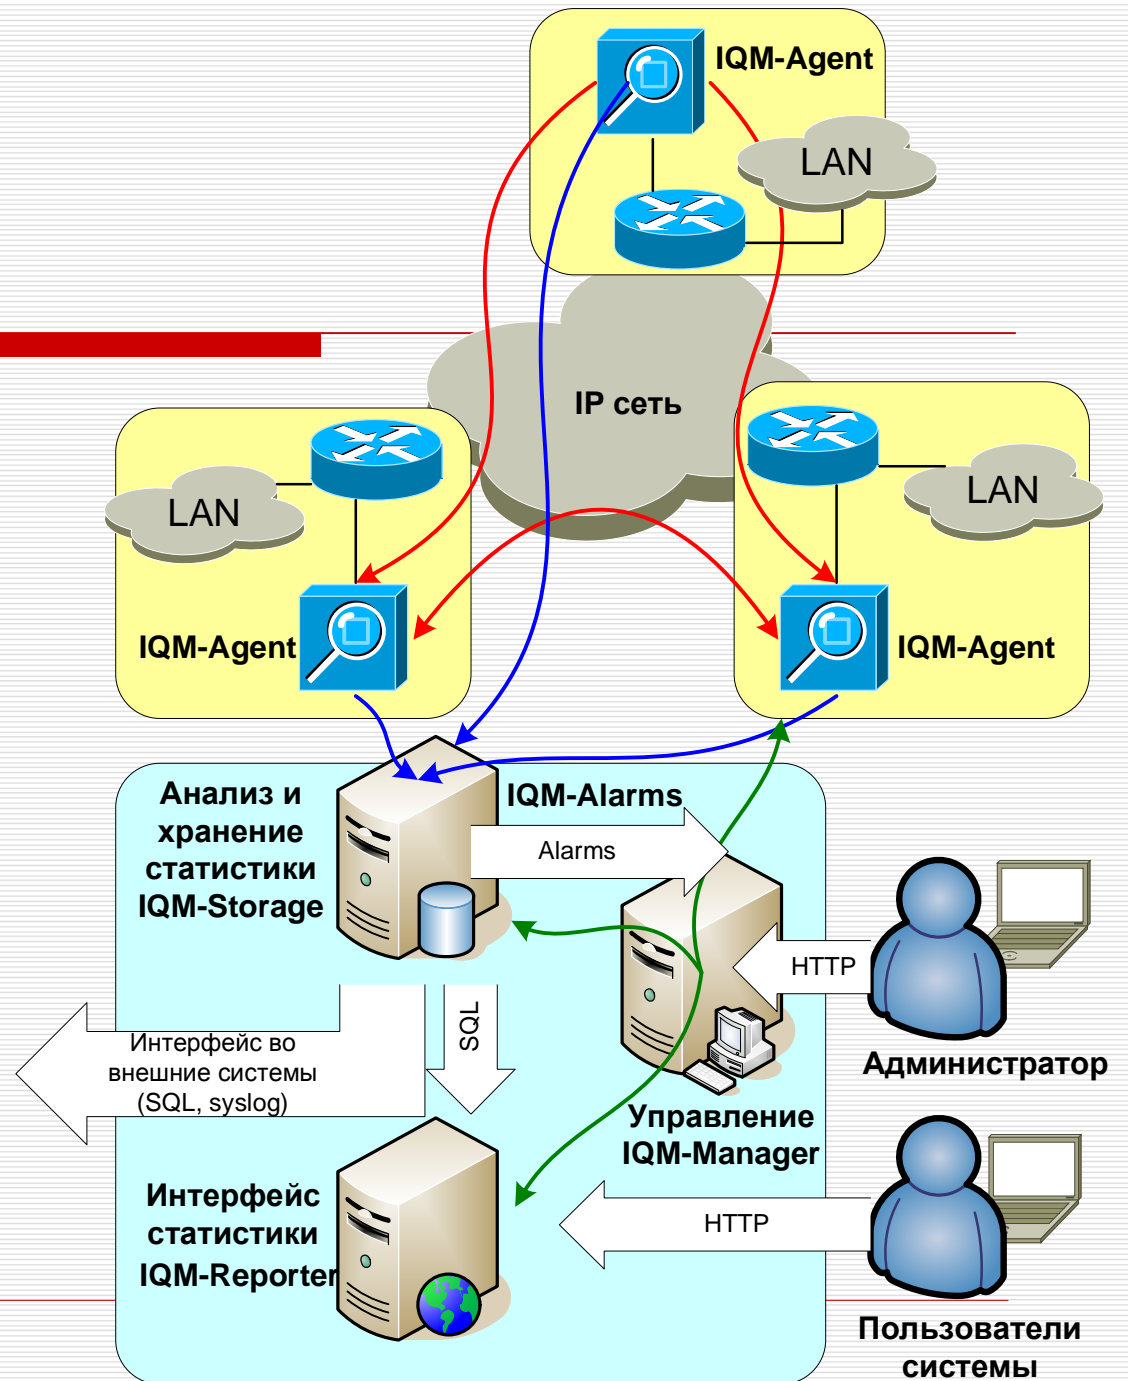 IQM-Agent
LAN
IP сеть
LAN
LAN
IQM-Agent
IQM-Agent
Анализ и
хранение
статистики
IQM-Storage
IQM-Alarms
Alarms
HTTP
SQL
Интерфейс во
внешние системы
(SQL, syslog)
Администратор
Управление
IQM-Manager
Интерфейс
статистики
IQM-Reporter
HTTP
Пользователи
системы